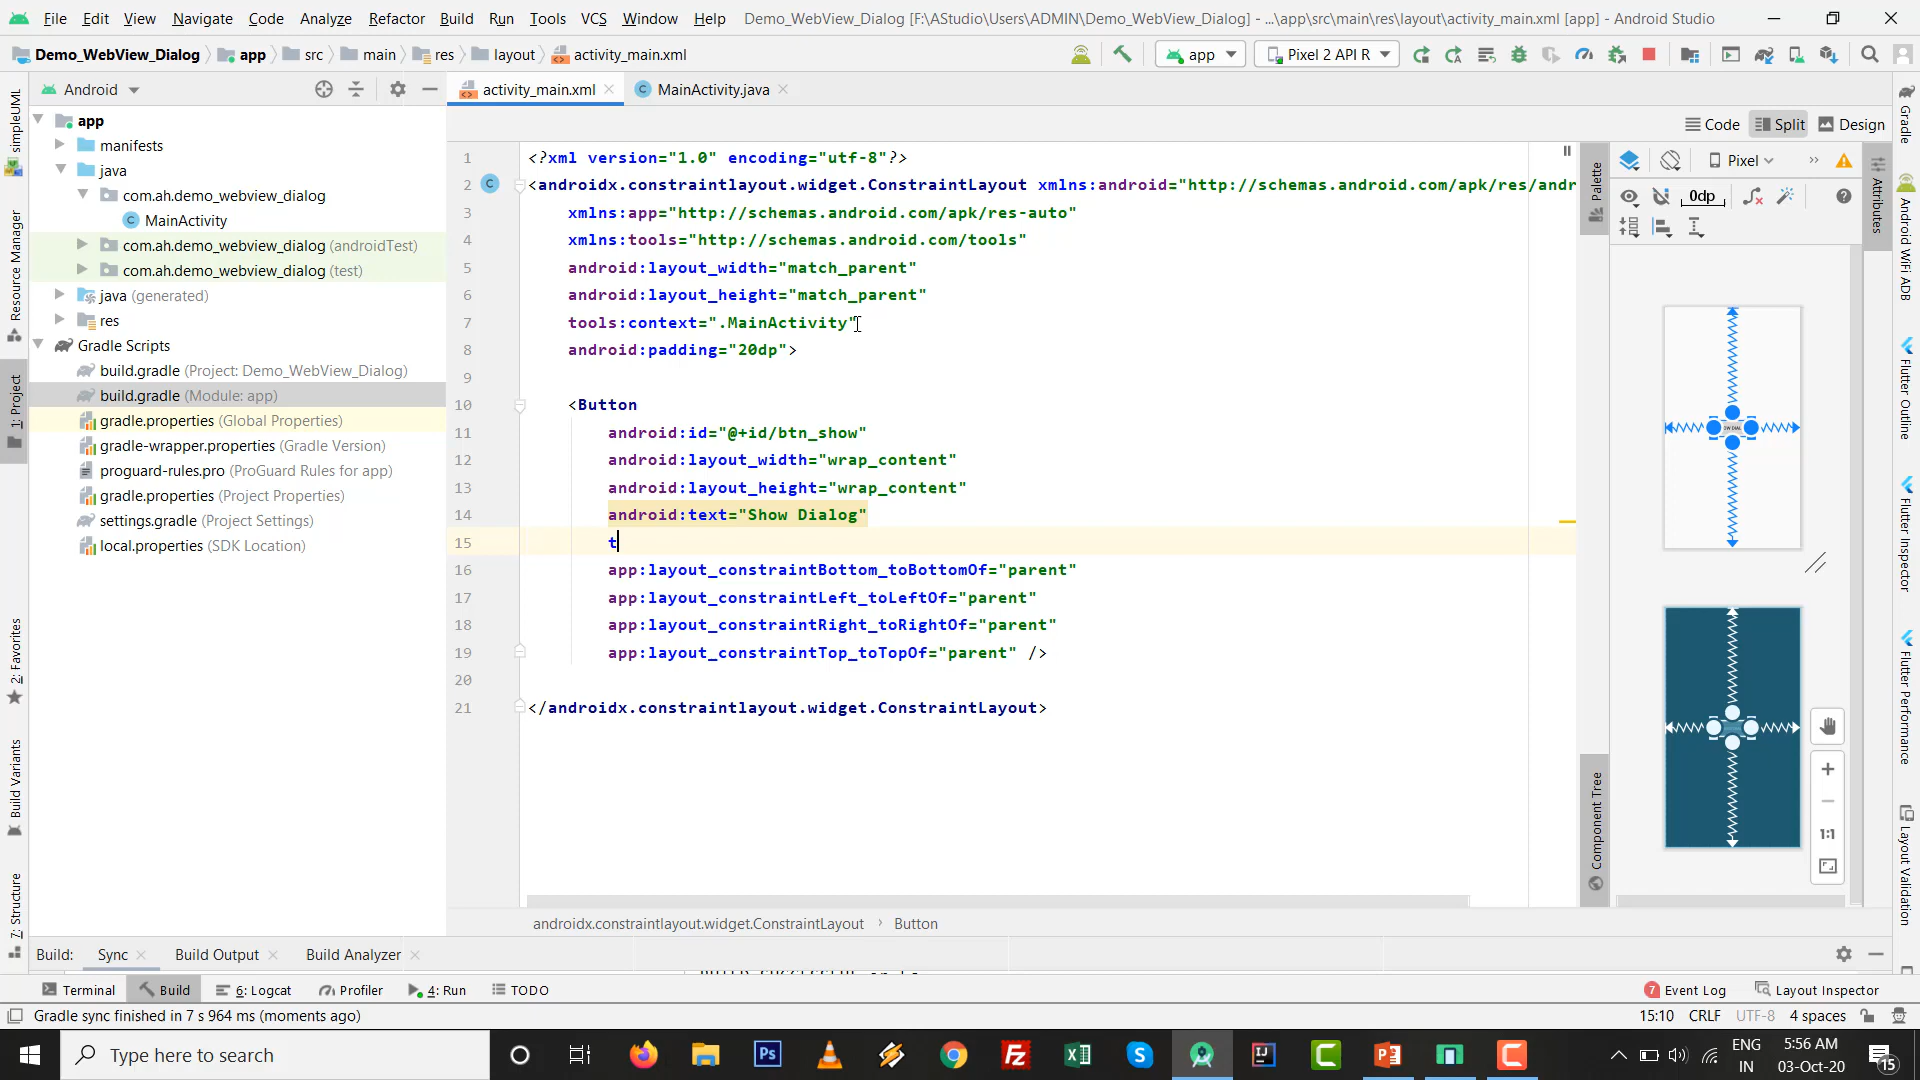 File Edit View Navigate Code Analyze Refactor Build Run Tools VCS Window Help Demo_WebView_Dialog [F:\AStudio\Users\ADMIN\Demo_WebView_Dialog] - ...\app\src\main\res\layout\activity_main.xml [app] - Android Studio
Demo_WebView_Dialog app src main res layout activity_main.xml app Pixel 2 API R
Android
activity_main.xml
MainActivity.java
Code Split Design
app
manifests
java
com.ah.demo_webview_dialog
MainActivity
com.ah.demo_webview_dialog (androidTest)
com.ah.demo_webview_dialog (test)
java (generated)
res
Gradle Scripts
build.gradle (Project: Demo_WebView_Dialog)
build.gradle (Module: app)
gradle.properties (Global Properties)
gradle-wrapper.properties (Gradle Version)
proguard-rules.pro (ProGuard Rules for app)
gradle.properties (Project Properties)
settings.gradle (Project Settings)
local.properties (SDK Location)
simpleUML
Resource Manager
1: Project
2: Favorites
Build Variants
7: Structure
1 <?xml version="1.0" encoding="utf-8"?>
2 <androidx.constraintlayout.widget.ConstraintLayout xmlns:android="http://schemas.android.com/apk/res/andr
3 xmlns:app="http://schemas.android.com/apk/res-auto"
4 xmlns:tools="http://schemas.android.com/tools"
5 android:layout_width="match_parent"
6 android:layout_height="match_parent"
7 tools:context=".MainActivity"
8 android:padding="20dp">
9
10 <Button
11 android:id="@+id/btn_show"
12 android:layout_width="wrap_content"
13 android:layout_height="wrap_content"
14 android:text="Show Dialog"
15 t
16 app:layout_constraintBottom_toBottomOf="parent"
17 app:layout_constraintLeft_toLeftOf="parent"
18 app:layout_constraintRight_toRightOf="parent"
19 app:layout_constraintTop_toTopOf="parent" />
20
21 </androidx.constraintlayout.widget.ConstraintLayout>
Palette
Component Tree
Pixel
0dp
1:1
Attributes
Gradle
Android WiFi ADB
Flutter Outline
Flutter Inspector
Flutter Performance
Layout Validation
androidx.constraintlayout.widget.ConstraintLayout › Button
Build: Sync Build Output Build Analyzer
Terminal Build 6: Logcat Profiler 4: Run TODO 7 Event Log Layout Inspector
Gradle sync finished in 7 s 964 ms (moments ago) 15:10 CRLF UTF-8 4 spaces
Type here to search
ENG
IN
5:56 AM
03-Oct-20
15